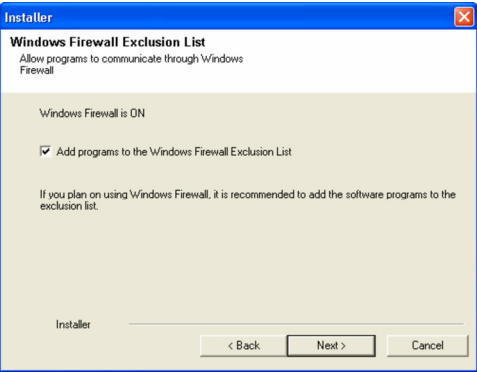 Installer
Windows Firewall Exclusion List
Allow programs to communicate through Windows
Firewall
Windows Firewall is ON
Add programs to the Windows Firewall Exclusion List
If you plan on using Windows Firewall, it is recommended to add the software programs to the
exclusion list.
Installer
< Back Next > Cancel